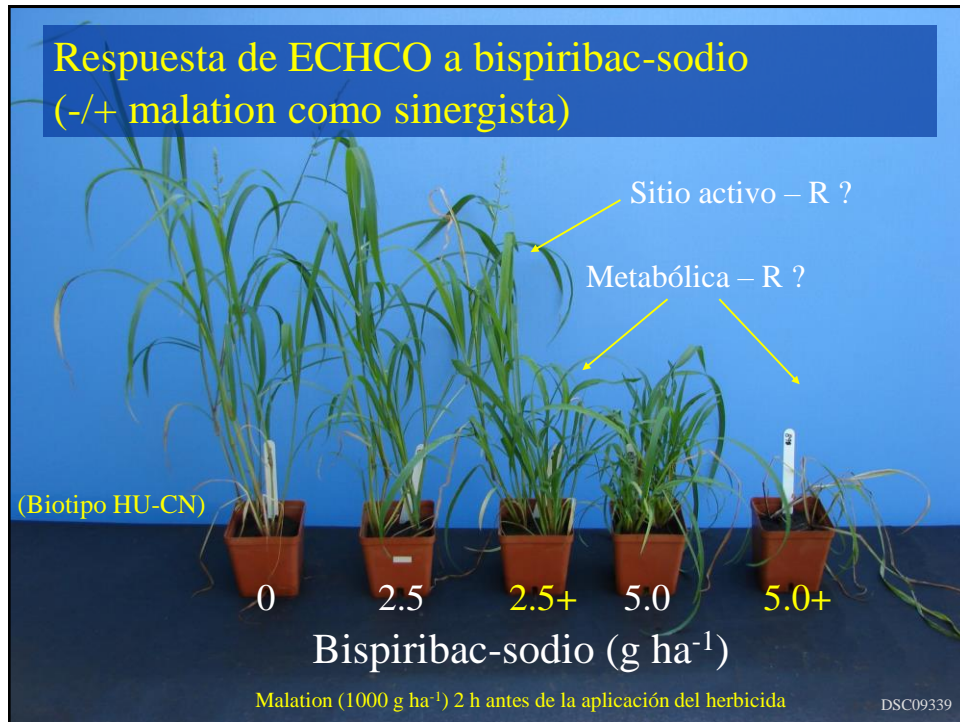 Respuesta de ECHCO a bispiribac-sodio
(-/+ malation como sinergista)
Sitio activo – R ?
Metabólica – R ?
(Biotipo HU-CN)
0 2.5 2.5+ 5.0 5.0+
Bispiribac-sodio (g ha⁻¹)
Malation (1000 g ha⁻¹) 2 h antes de la aplicación del herbicida
DSC09339